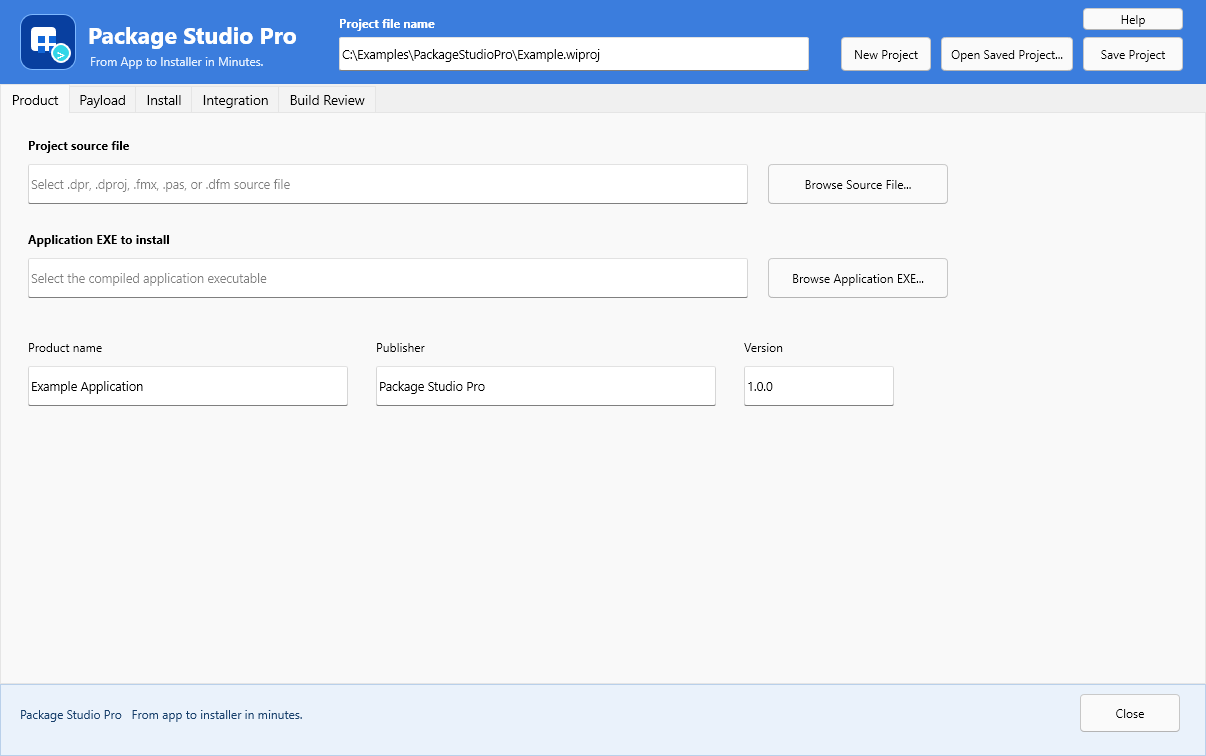 Package Studio Pro
From App to Installer in Minutes.
Project file name
C:\Examples\PackageStudioPro\Example.wiproj
New Project
Open Saved Project...
Help
Save Project
Product
Payload
Install
Integration
Build Review
Project source file
Select .dpr, .dproj, .fmx, .pas, or .dfm source file
Browse Source File...
Application EXE to install
Select the compiled application executable
Browse Application EXE...
Product name
Publisher
Version
Example Application
Package Studio Pro
1.0.0
Package Studio Pro From app to installer in minutes.
Close